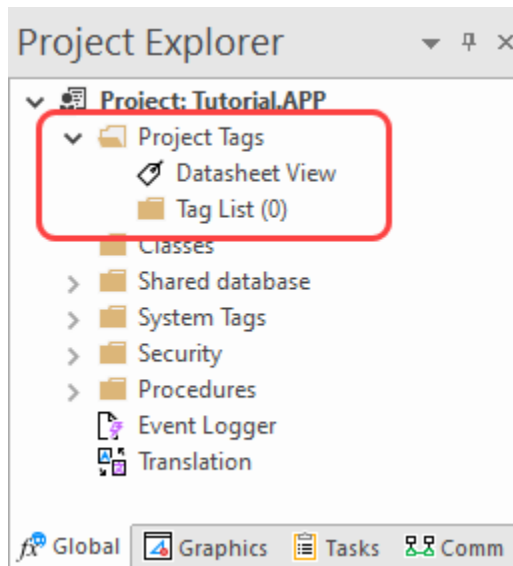 Project Explorer
Project: Tutorial.APP
Project Tags
Datasheet View
Tag List (0)
Classes
Shared database
System Tags
Security
Procedures
Event Logger
Translation
Global Graphics Tasks Comm